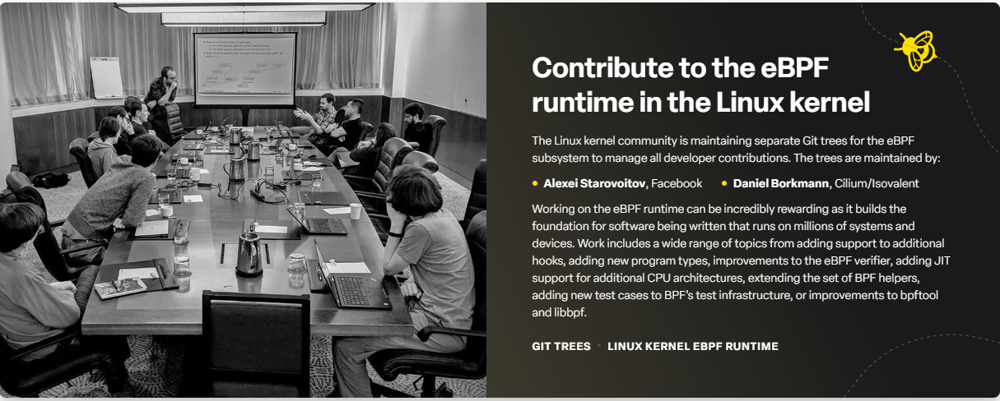 Contribute to the eBPF
runtime in the Linux kernel
The Linux kernel community is maintaining separate Git trees for the eBPF
subsystem to manage all developer contributions. The trees are maintained by:
• Alexei Starovoitov, Facebook • Daniel Borkmann, Cilium/Isovalent
Working on the eBPF runtime can be incredibly rewarding as it builds the
foundation for software being written that runs on millions of systems and
devices. Work includes a wide range of topics from adding support to additional
hooks, adding new program types, improvements to the eBPF verifier, adding JIT
support for additional CPU architectures, extending the set of BPF helpers,
adding new test cases to BPF’s test infrastructure, or improvements to bpftool
and libbpf.
GIT TREES • LINUX KERNEL EBPF RUNTIME